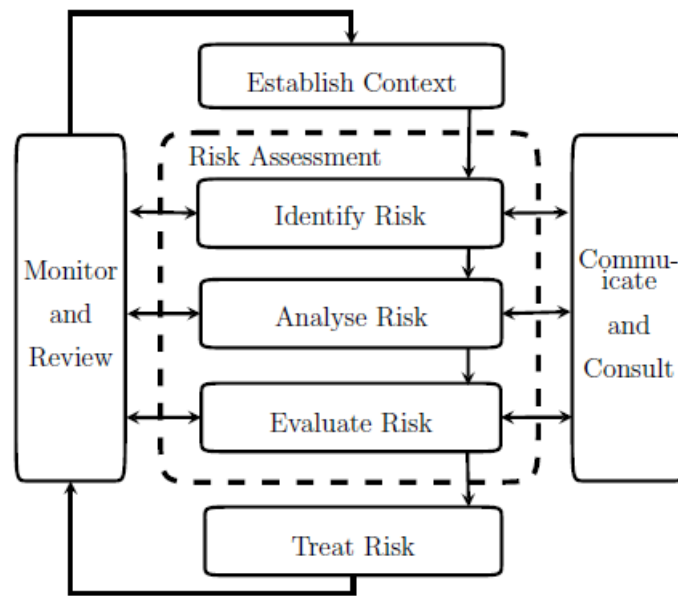 Establish Context
Risk Assessment
Identify Risk
Analyse Risk
Evaluate Risk
Treat Risk
Monitor
and
Review
Commu-
icate
and
Consult